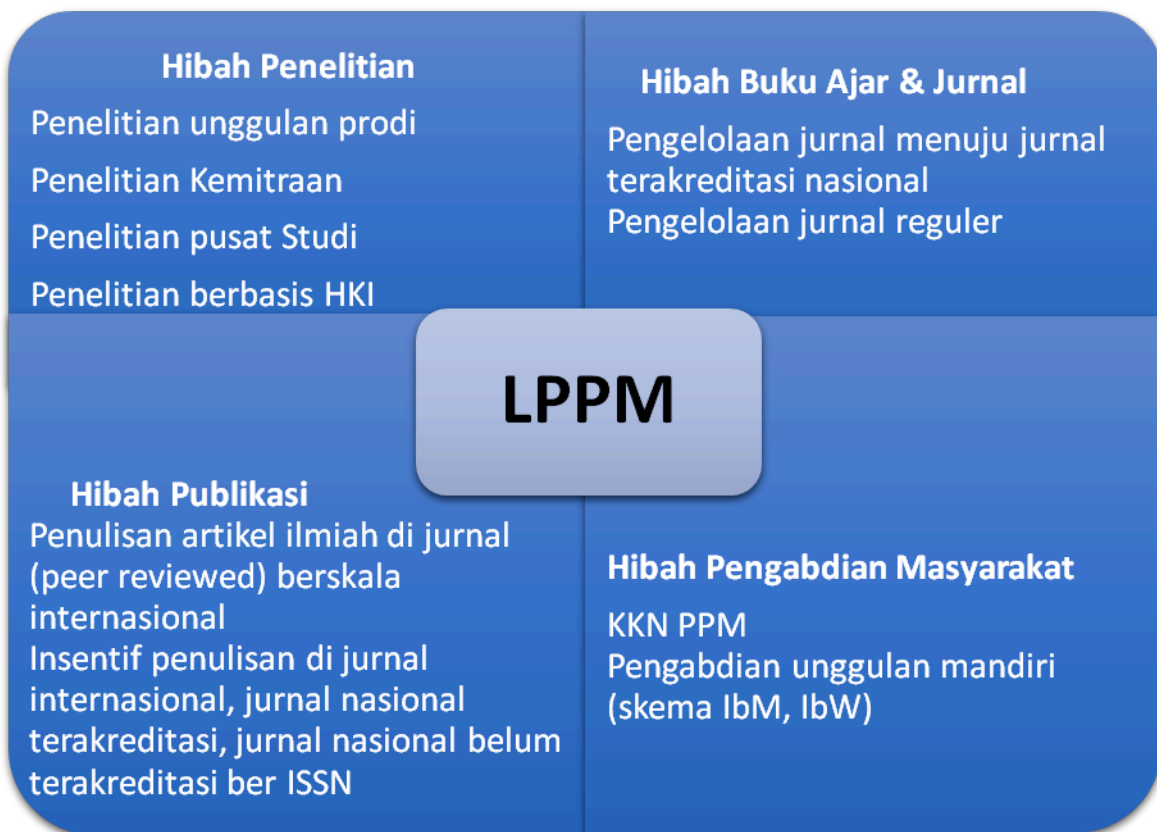 Hibah Penelitian
Penelitian unggulan prodi
Penelitian Kemitraan
Penelitian pusat Studi
Penelitian berbasis HKI
Hibah Buku Ajar & Jurnal
Pengelolaan jurnal menuju jurnal
terakreditasi nasional
Pengelolaan jurnal reguler
LPPM
Hibah Publikasi
Penulisan artikel ilmiah di jurnal
(peer reviewed) berskala
internasional
Insentif penulisan di jurnal
internasional, jurnal nasional
terakreditasi, jurnal nasional belum
terakreditasi ber ISSN
Hibah Pengabdian Masyarakat
KKN PPM
Pengabdian unggulan mandiri
(skema IbM, IbW)